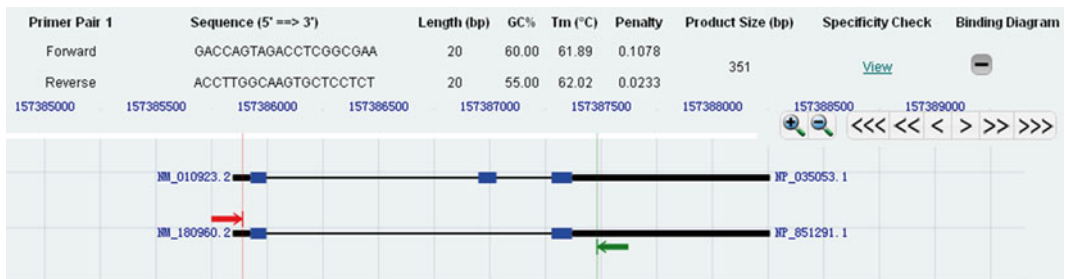 Primer Pair 1 Sequence (5' ==> 3') Length (bp) GC% Tm (°C) Penalty Product Size (bp) Specificity Check Binding Diagram
Forward GACCAGTAGACCTCGGCGAA 20 60.00 61.89 0.1078
351 View
Reverse ACCTTGGCAAGTGCTCCTCT 20 55.00 62.02 0.0233
157385000 157385500 157386000 157386500 157387000 157387500 157388000 157388500 157389000
<<< << < > >> >>>
NM_010923.2 NP_035053.1
NM_180960.2 NP_851291.1